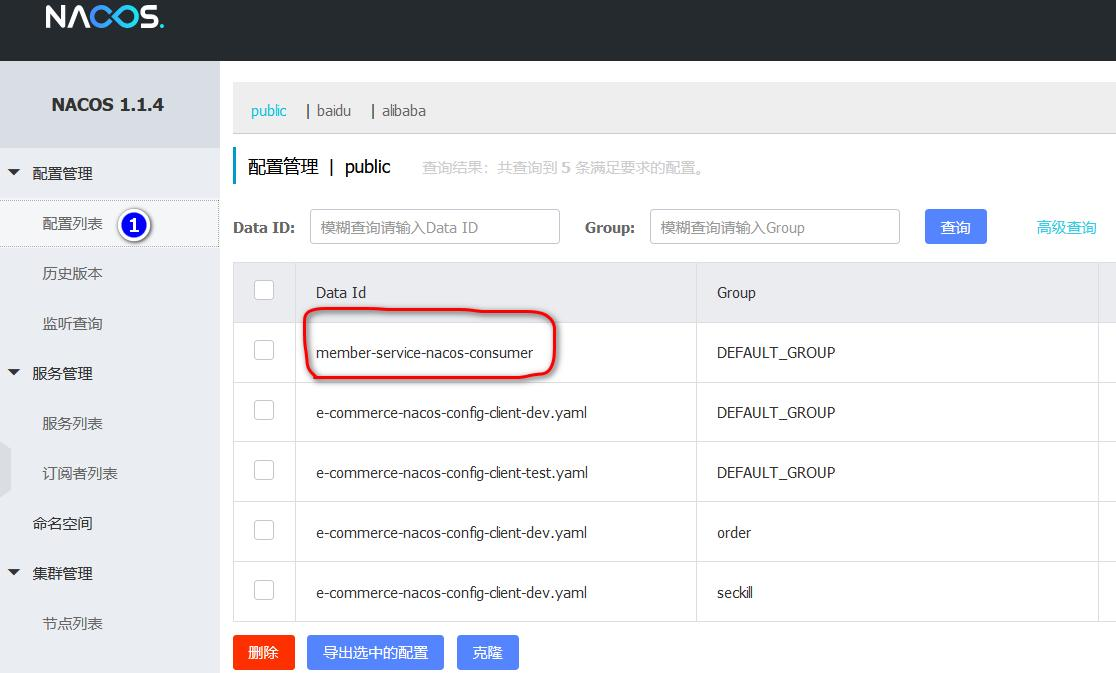 NACOS.
NACOS 1.1.4
配置管理
配置列表 1
历史版本
监听查询
服务管理
服务列表
订阅者列表
命名空间
集群管理
节点列表
public | baidu | alibaba
配置管理 | public 查询结果：共查询到 5 条满足要求的配置。
Data ID: 模糊查询请输入Data ID Group: 模糊查询请输入Group 查询 高级查询
Data Id Group
member-service-nacos-consumer DEFAULT_GROUP
e-commerce-nacos-config-client-dev.yaml DEFAULT_GROUP
e-commerce-nacos-config-client-test.yaml DEFAULT_GROUP
e-commerce-nacos-config-client-dev.yaml order
e-commerce-nacos-config-client-dev.yaml seckill
删除 导出选中的配置 克隆